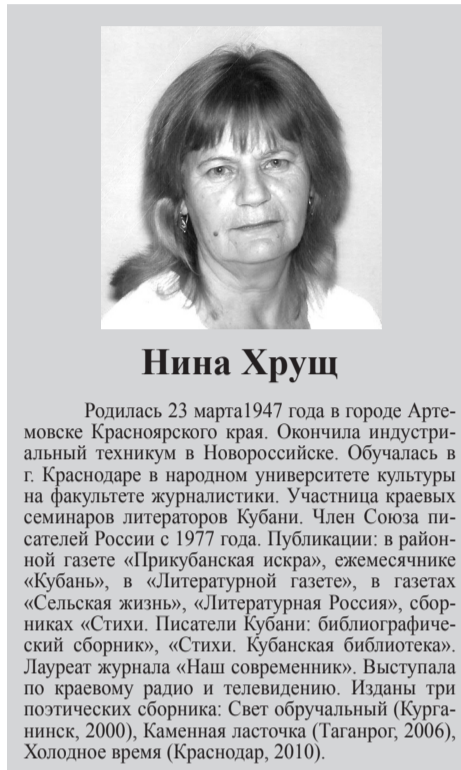 Нина Хрущ
Родилась 23 марта1947 года в городе Арте-
мовске Красноярского края. Окончила индустри-
альный техникум в Новороссийске. Обучалась в
г. Краснодаре в народном университете культуры
на факультете журналистики. Участница краевых
семинаров литераторов Кубани. Член Союза пи-
сателей России с 1977 года. Публикации: в район-
ной газете «Прикубанская искра», ежемесячнике
«Кубань», в «Литературной газете», в газетах
«Сельская жизнь», «Литературная Россия», сбор-
никах «Стихи. Писатели Кубани: библиографиче-
ский сборник», «Стихи. Кубанская библиотека».
Лауреат журнала «Наш современник». Выступала
по краевому радио и телевидению. Изданы три
поэтических сборника: Свет обручальный (Курга-
нинск, 2000), Каменная ласточка (Таганрог, 2006),
Холодное время (Краснодар, 2010).